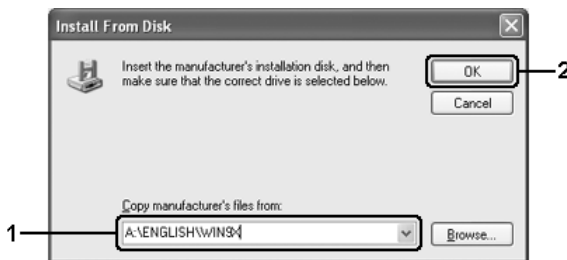 Install From Disk
Insert the manufacturer's installation disk, and then
make sure that the correct drive is selected below.
OK
2
Cancel
Copy manufacturer's files from:
1
A:\ENGLISH\WIN9X
Browse...